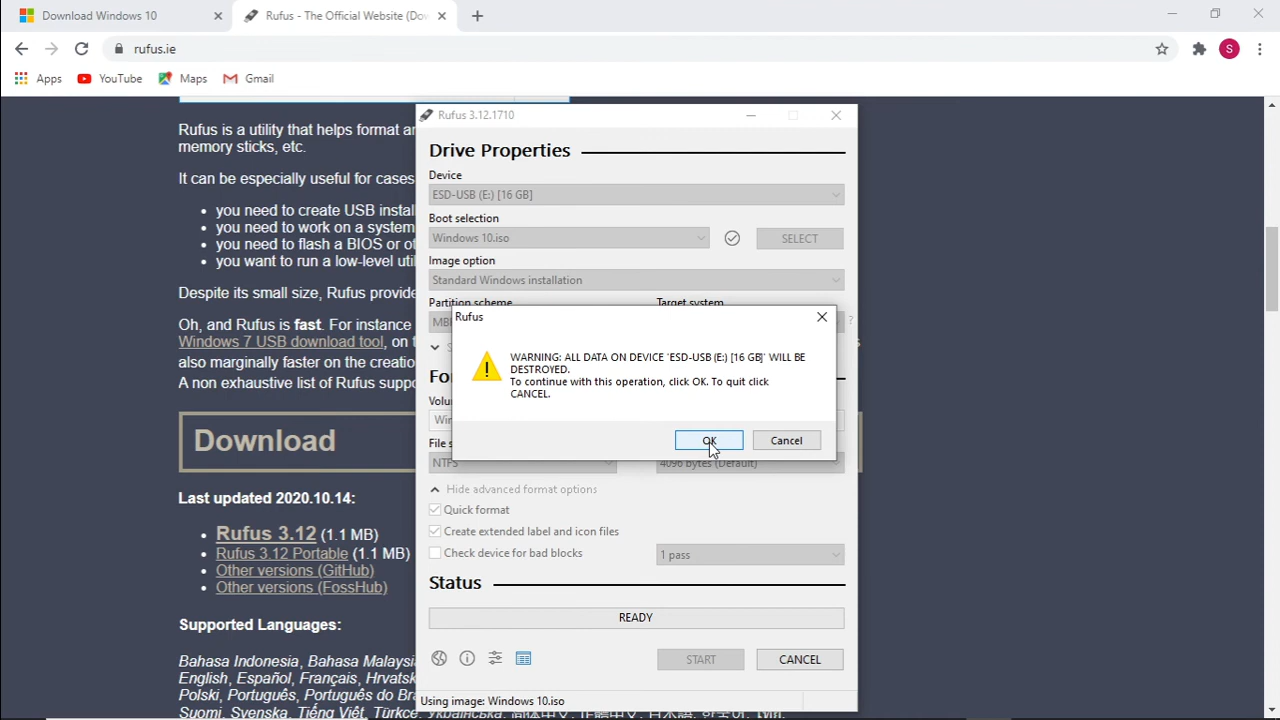 Download Windows 10
Rufus - The Official Website (Dow
rufus.ie
S
Apps
YouTube
Maps
Gmail
Rufus is a utility that helps format an
memory sticks, etc.
It can be especially useful for cases
you need to create USB instal
you need to work on a system
you need to flash a BIOS or ot
you want to run a low-level util
Despite its small size, Rufus provide
Oh, and Rufus is fast. For instance
Windows 7 USB download tool, on t
also marginally faster on the creatio
A non exhaustive list of Rufus suppo
Download
Last updated 2020.10.14:
Rufus 3.12 (1.1 MB)
Rufus 3.12 Portable (1.1 MB)
Other versions (GitHub)
Other versions (FossHub)
Supported Languages:
Bahasa Indonesia, Bahasa Malaysi
English, Español, Français, Hrvatsk
Polski, Português, Português do Br
Suomi, Svenska, Tiếng Việt, Türkçe
Rufus 3.12.1710
Drive Properties
Device
ESD-USB (E:) [16 GB]
Boot selection
Windows 10.iso
SELECT
Image option
Standard Windows installation
Partition scheme
Target system
MB
?
Rufus
WARNING: ALL DATA ON DEVICE 'ESD-USB (E:) [16 GB]' WILL BE
DESTROYED.
To continue with this operation, click OK. To quit click
CANCEL.
OK
Cancel
Fo
Volu
Wi
File s
NTFS
4096 bytes (Default)
Hide advanced format options
Quick format
Create extended label and icon files
Check device for bad blocks
1 pass
Status
READY
START
CANCEL
Using image: Windows 10.iso